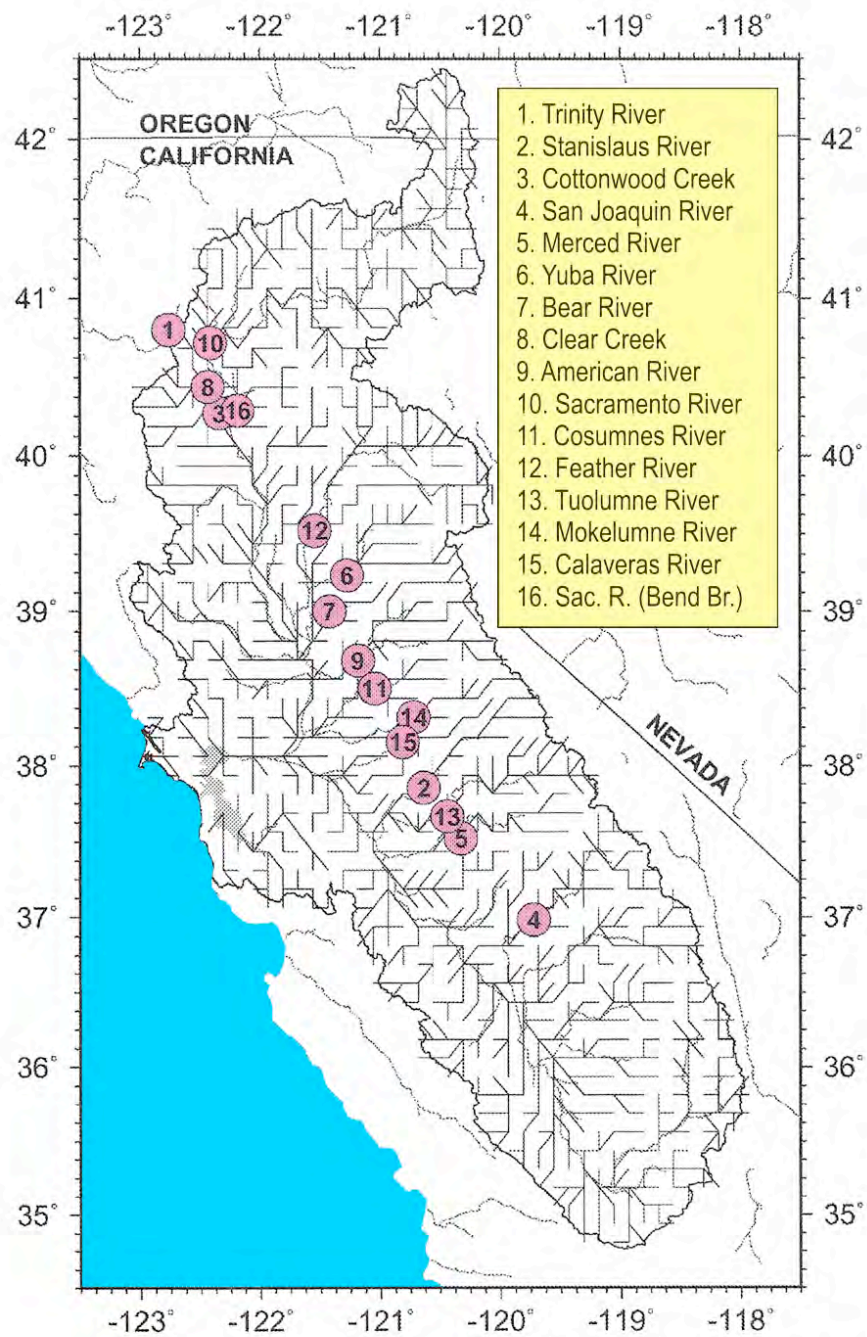 -123° -122° -121° -120° -119° -118°
OREGON
CALIFORNIA
1. Trinity River
2. Stanislaus River
3. Cottonwood Creek
4. San Joaquin River
5. Merced River
6. Yuba River
7. Bear River
8. Clear Creek
9. American River
10. Sacramento River
11. Cosumnes River
12. Feather River
13. Tuolumne River
14. Mokelumne River
15. Calaveras River
16. Sac. R. (Bend Br.)
42° 42°
41° 41°
1
10
8
3 16
40° 40°
12
6
39° 7 39°
9
11
14
15
NEVADA
38° 38°
2
13
5
37° 4 37°
36° 36°
35° 35°
-123° -122° -121° -120° -119° -118°